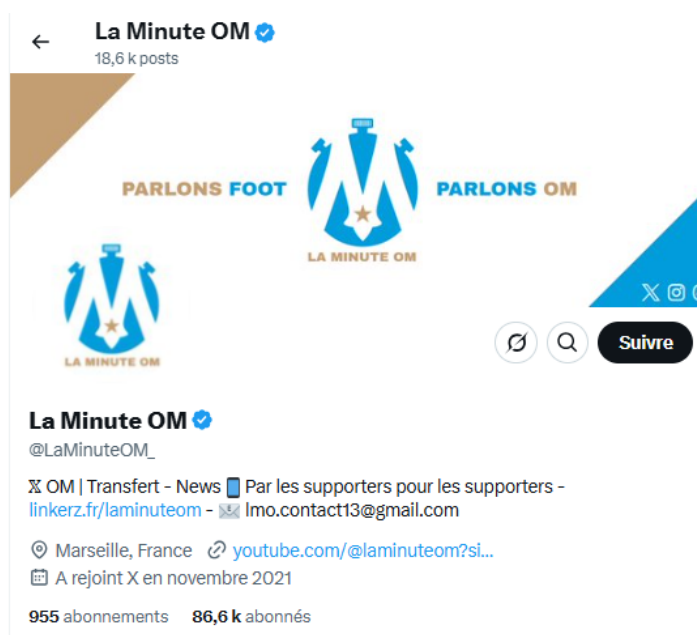 La Minute OM
18,6 k posts
PARLONS FOOT
PARLONS OM
LA MINUTE OM
LA MINUTE OM
Suivre
La Minute OM
@LaMinuteOM_
𝕏 OM | Transfert - News 📱 Par les supporters pour les supporters -
linkerz.fr/laminuteom - 📧 lmo.contact13@gmail.com
Marseille, France youtube.com/@laminuteom?si...
A rejoint X en novembre 2021
955 abonnements 86,6 k abonnés